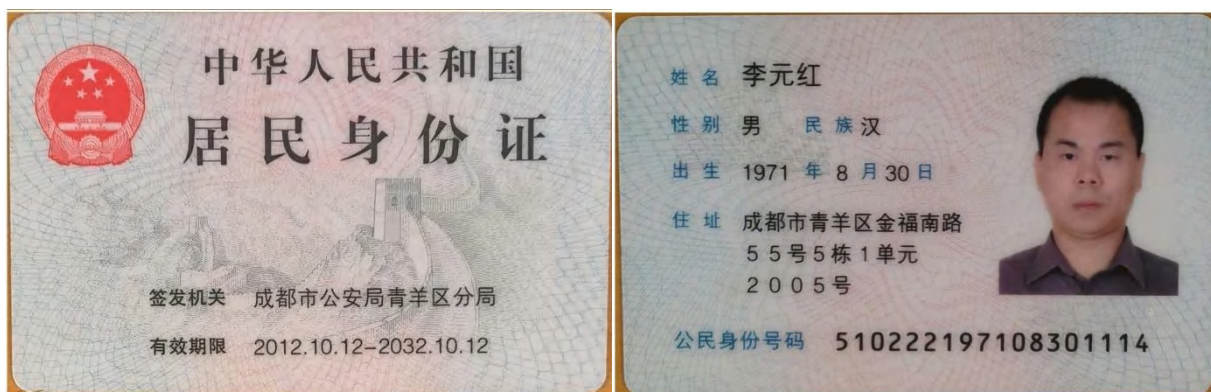 中华人民共和国
居民身份证
签发机关 成都市公安局青羊区分局
有效期限 2012.10.12-2032.10.12
姓名 李元红
性别 男 民族 汉
出生 1971 年 8 月 30 日
住址 成都市青羊区金福南路
55号5栋1单元
2005号
公民身份号码 510222197108301114